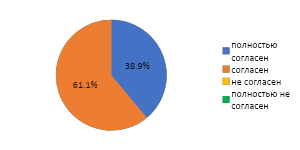 38.9%
61.1%
полностью
согласен
согласен
не согласен
полностью не
согласен